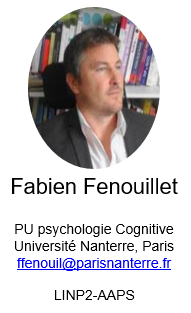 Fabien Fenouillet
PU psychologie Cognitive
Université Nanterre, Paris
ffenouil@parisnanterre.fr
LINP2-AAPS